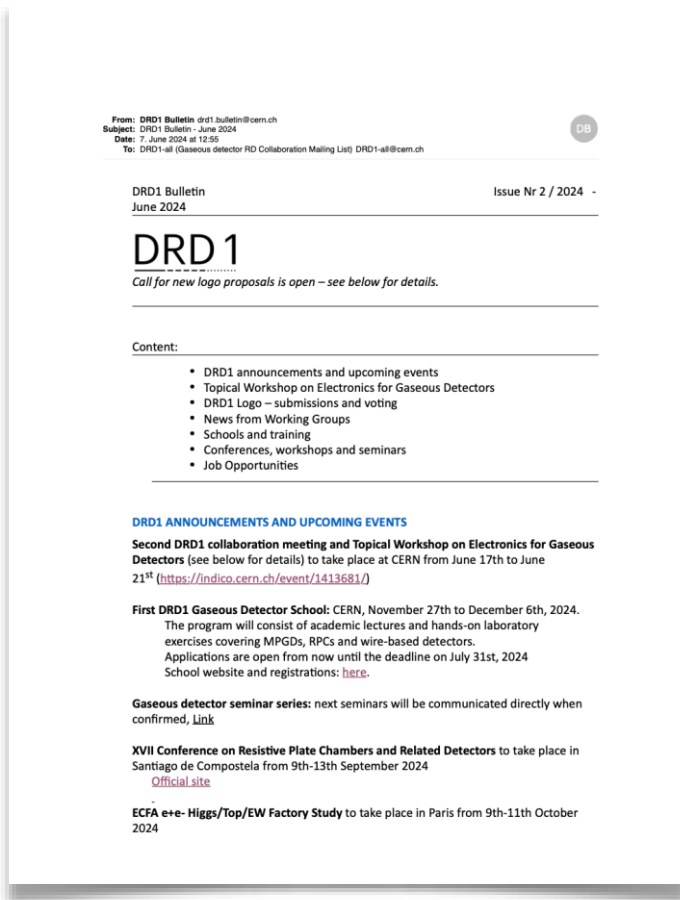 From: DRD1 Bulletin drd1.bulletin@cern.ch
Subject: DRD1 Bulletin - June 2024
Date: 7. June 2024 at 12:55
To: DRD1-all (Gaseous detector RD Collaboration Mailing List) DRD1-all@cern.ch
DB
DRD1 Bulletin Issue Nr 2 / 2024 -
June 2024
DRD1
Call for new logo proposals is open – see below for details.
Content:
• DRD1 announcements and upcoming events
• Topical Workshop on Electronics for Gaseous Detectors
• DRD1 Logo – submissions and voting
• News from Working Groups
• Schools and training
• Conferences, workshops and seminars
• Job Opportunities
DRD1 ANNOUNCEMENTS AND UPCOMING EVENTS
Second DRD1 collaboration meeting and Topical Workshop on Electronics for Gaseous
Detectors (see below for details) to take place at CERN from June 17th to June
21st (https://indico.cern.ch/event/1413681/)
First DRD1 Gaseous Detector School: CERN, November 27th to December 6th, 2024.
The program will consist of academic lectures and hands-on laboratory
exercises covering MPGDs, RPCs and wire-based detectors.
Applications are open from now until the deadline on July 31st, 2024
School website and registrations: here.
Gaseous detector seminar series: next seminars will be communicated directly when
confirmed, Link
XVII Conference on Resistive Plate Chambers and Related Detectors to take place in
Santiago de Compostela from 9th-13th September 2024
Official site
-
ECFA e+e- Higgs/Top/EW Factory Study to take place in Paris from 9th-11th October
2024